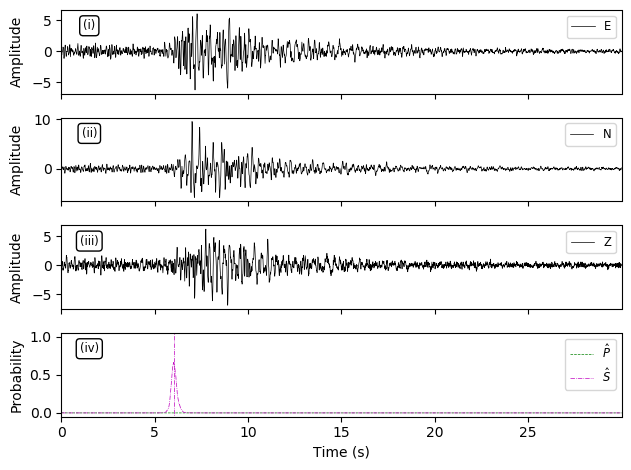 Amplitude
5
0
−5
(i)
E
Amplitude
10
0
(ii)
N
Amplitude
5
0
−5
(iii)
Z
Probability
1.0
0.5
0.0
(iv)
P̂
Ŝ
0 5 10 15 20 25
Time (s)